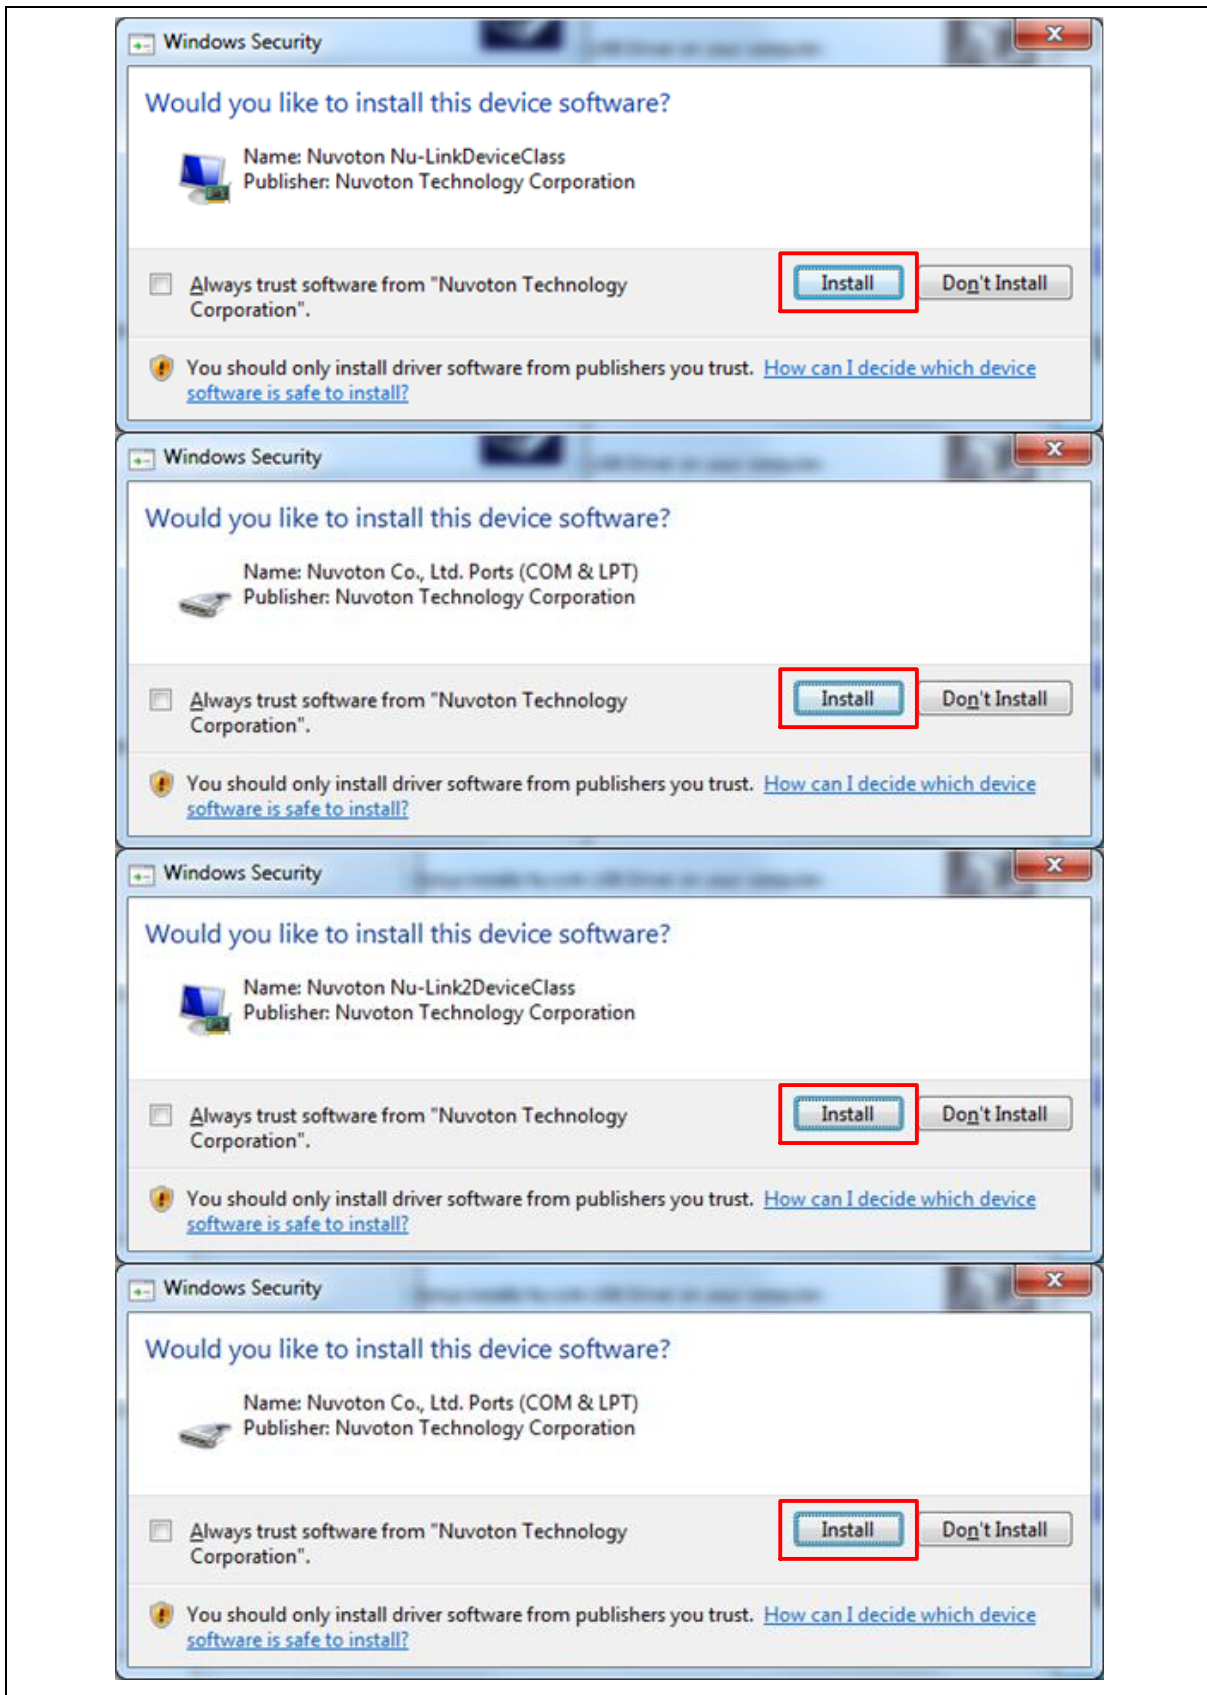 Windows Security
Would you like to install this device software?
Name: Nuvoton Nu-LinkDeviceClass
Publisher: Nuvoton Technology Corporation
Always trust software from "Nuvoton Technology
Corporation".
Install
Don't Install
You should only install driver software from publishers you trust. How can I decide which device
software is safe to install?
Windows Security
USB Driver on your computer.
Would you like to install this device software?
Name: Nuvoton Co., Ltd. Ports (COM & LPT)
Publisher: Nuvoton Technology Corporation
Always trust software from "Nuvoton Technology
Corporation".
Install
Don't Install
You should only install driver software from publishers you trust. How can I decide which device
software is safe to install?
Windows Security
Would you like to install this device software?
Name: Nuvoton Nu-Link2DeviceClass
Publisher: Nuvoton Technology Corporation
Always trust software from "Nuvoton Technology
Corporation".
Install
Don't Install
You should only install driver software from publishers you trust. How can I decide which device
software is safe to install?
Windows Security
Would you like to install this device software?
Name: Nuvoton Co., Ltd. Ports (COM & LPT)
Publisher: Nuvoton Technology Corporation
Always trust software from "Nuvoton Technology
Corporation".
Install
Don't Install
You should only install driver software from publishers you trust. How can I decide which device
software is safe to install?